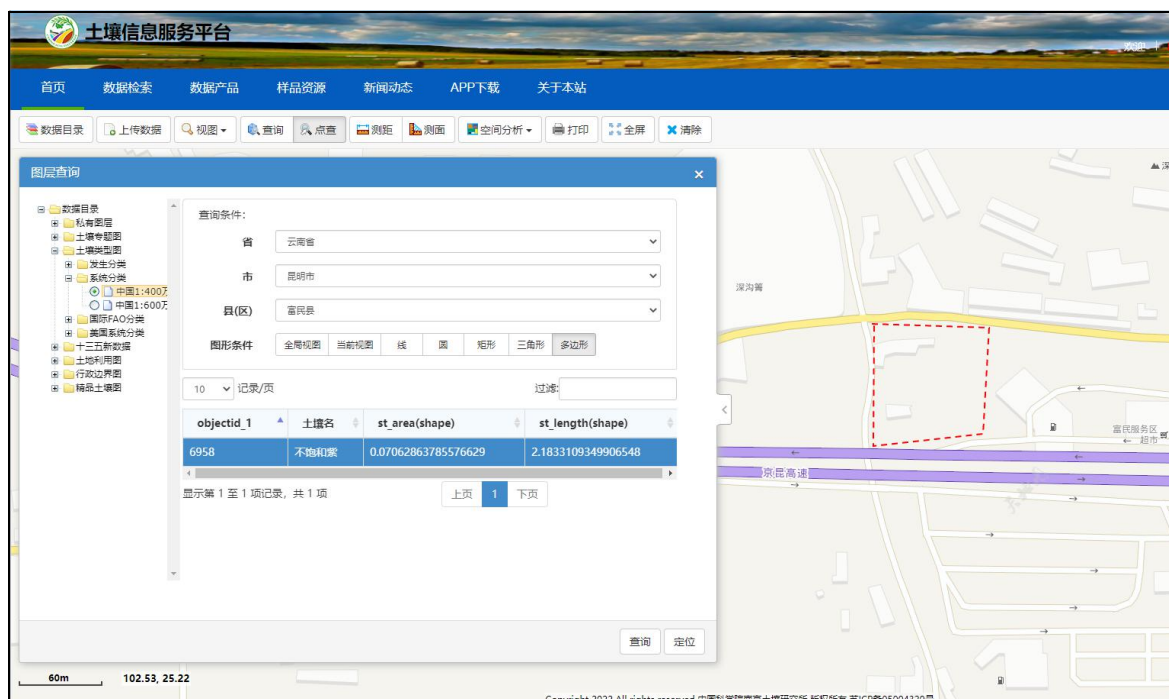 土壤信息服务平台
欢迎
首页 数据检索 数据产品 样品资源 新闻动态 APP下载 关于本站
数据目录 上传数据 视图 查询 点查 测距 测面 空间分析 打印 全屏 清除
图层查询 ×
数据目录
私有图层
土壤专题图
土壤类型图
发生分类
系统分类
中国1:400万
中国1:600万
国际FAO分类
美国系统分类
十三五新数据
土地利用图
行政边界图
精品土壤图
查询条件:
省 云南省
市 昆明市
县(区) 富民县
图形条件 全局视图 当前视图 线 圆 矩形 三角形 多边形
10 记录/页 过滤:
objectid_1 土壤名 st_area(shape) st_length(shape)
6958 不饱和紫 0.07062863785576629 2.1833109349906548
显示第 1 至 1 项记录，共 1 项 上页 1 下页
查询 定位
深
深沟箐
富民服务区
超市
京昆高速
60m 102.53, 25.22